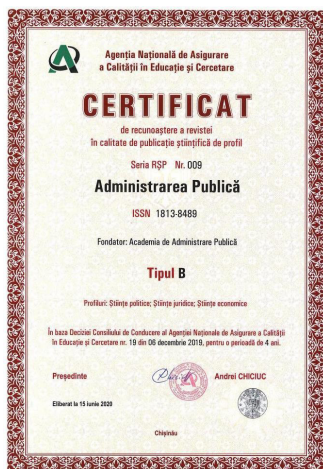 Agenția Națională de Asigurare
a Calității în Educație și Cercetare
CERTIFICAT
de recunoaștere a revistei
în calitate de publicație științifică de profil
Seria RȘP Nr. 009
Administrarea Publică
ISSN 1813-8489
Fondator: Academia de Administrare Publică
Tipul B
Profiluri: Științe politice; Științe juridice; Științe economice
În baza Deciziei Consiliului de Conducere al Agenției Naționale de Asigurare a Calității
în Educație și Cercetare nr. 19 din 06 decembrie 2019, pentru o perioadă de 4 ani.
Președinte Andrei CHICIUC
Eliberat la 15 iunie 2020
Chișinău